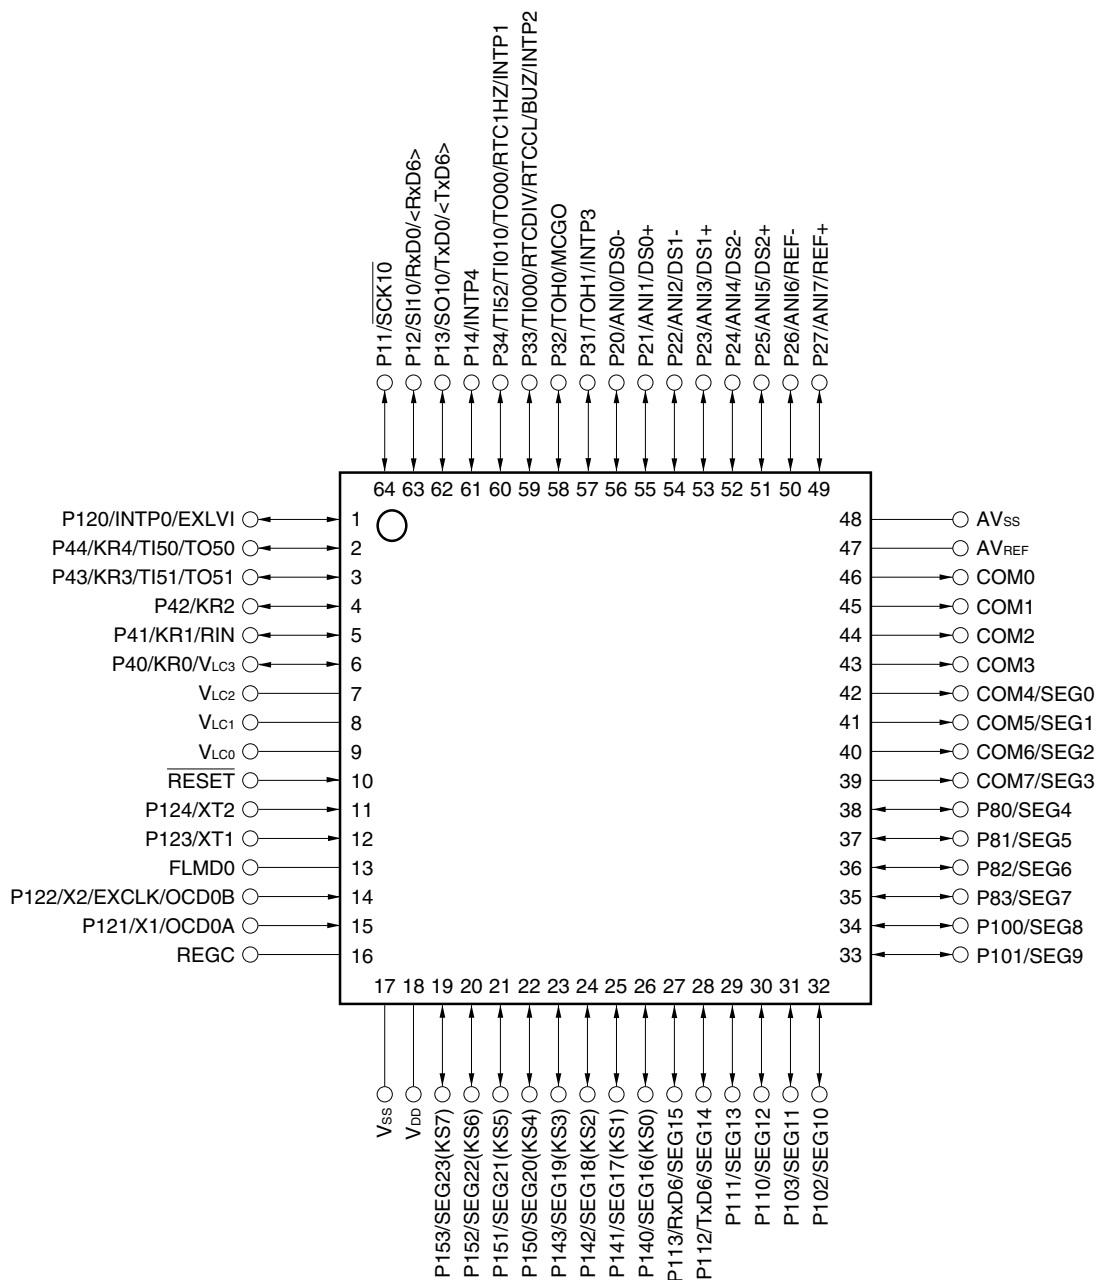 P11/SCK10
P12/SI10/RxD0/<RxD6>
P13/SO10/TxD0/<TxD6>
P14/INTP4
P34/TI52/TI010/TO00/RTC1HZ/INTP1
P33/TI000/RTCDIV/RTCCL/BUZ/INTP2
P32/TOH0/MCGO
P31/TOH1/INTP3
P20/ANI0/DS0-
P21/ANI1/DS0+
P22/ANI2/DS1-
P23/ANI3/DS1+
P24/ANI4/DS2-
P25/ANI5/DS2+
P26/ANI6/REF-
P27/ANI7/REF+
64 63 62 61 60 59 58 57 56 55 54 53 52 51 50 49
P120/INTP0/EXLVI 1 48 AVSS
P44/KR4/TI50/TO50 2 47 AVREF
P43/KR3/TI51/TO51 3 46 COM0
P42/KR2 4 45 COM1
P41/KR1/RIN 5 44 COM2
P40/KR0/VLC3 6 43 COM3
VLC2 7 42 COM4/SEG0
VLC1 8 41 COM5/SEG1
VLC0 9 40 COM6/SEG2
RESET 10 39 COM7/SEG3
P124/XT2 11 38 P80/SEG4
P123/XT1 12 37 P81/SEG5
FLMD0 13 36 P82/SEG6
P122/X2/EXCLK/OCD0B 14 35 P83/SEG7
P121/X1/OCD0A 15 34 P100/SEG8
REGC 16 33 P101/SEG9
17 18 19 20 21 22 23 24 25 26 27 28 29 30 31 32
VSS
VDD
P153/SEG23(KS7)
P152/SEG22(KS6)
P151/SEG21(KS5)
P150/SEG20(KS4)
P143/SEG19(KS3)
P142/SEG18(KS2)
P141/SEG17(KS1)
P140/SEG16(KS0)
P113/RxD6/SEG15
P112/TxD6/SEG14
P111/SEG13
P110/SEG12
P103/SEG11
P102/SEG10